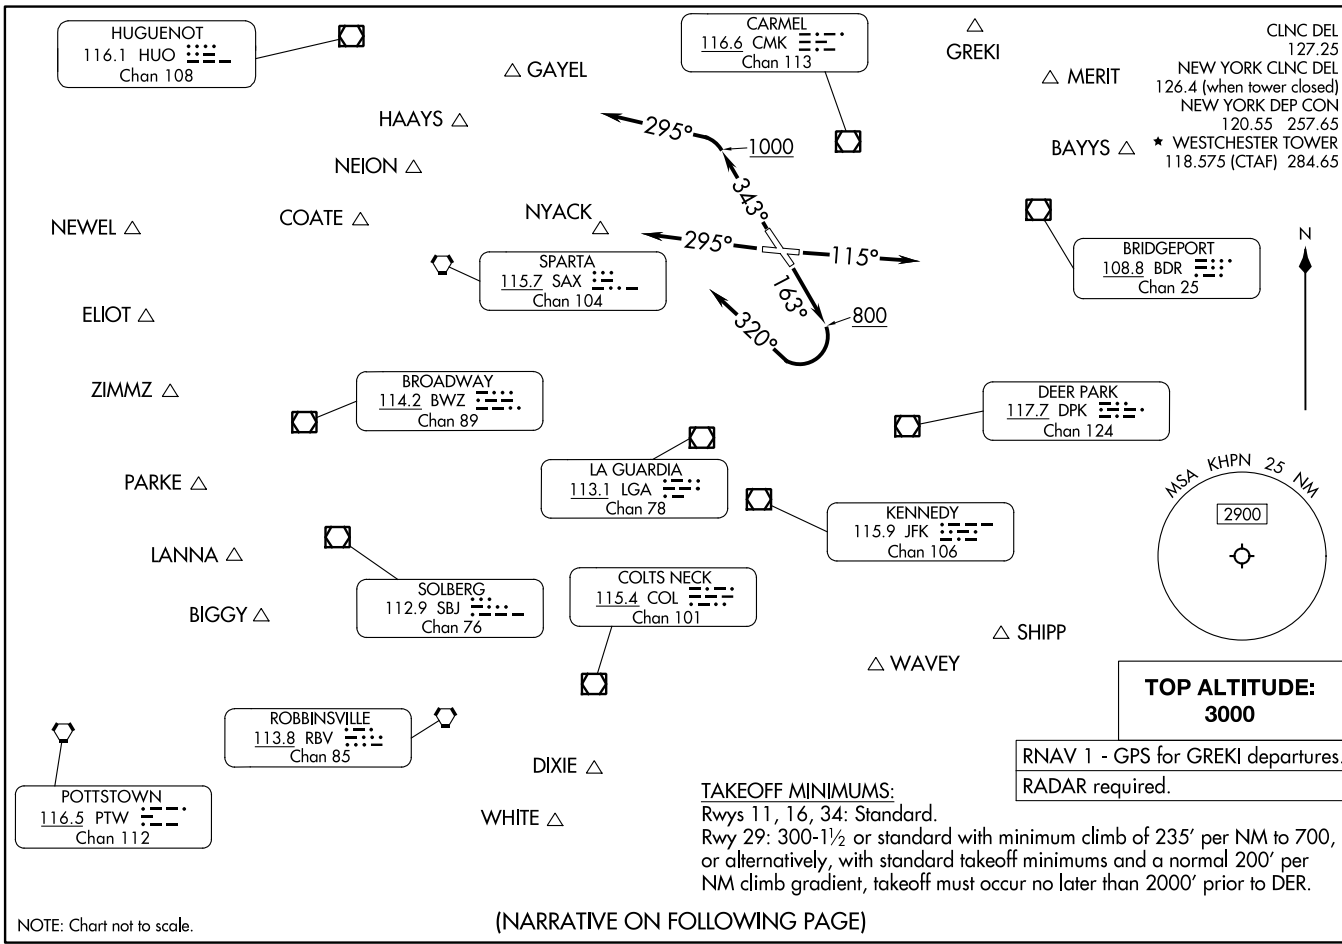 HUGUENOT
116.1 HUO
Chan 108
CARMEL
116.6 CMK
Chan 113
GREKI
CLNC DEL
127.25
NEW YORK CLNC DEL
126.4 (when tower closed)
NEW YORK DEP CON
120.55 257.65
★ WESTCHESTER TOWER
118.575 (CTAF) 284.65
GAYEL
MERIT
HAAYS
295°
1000
BAYYS
NEION
343°
NEWEL
COATE
NYACK
295°
115°
N
SPARTA
115.7 SAX
Chan 104
BRIDGEPORT
108.8 BDR
Chan 25
163°
ELIOT
320°
800
ZIMMZ
BROADWAY
114.2 BWZ
Chan 89
DEER PARK
117.7 DPK
Chan 124
PARKE
LA GUARDIA
113.1 LGA
Chan 78
KENNEDY
115.9 JFK
Chan 106
MSA KHPN 25 NM
2900
LANNA
SOLBERG
112.9 SBJ
Chan 76
COLTS NECK
115.4 COL
Chan 101
BIGGY
SHIPP
WAVEY
TOP ALTITUDE:
3000
ROBBINSVILLE
113.8 RBV
Chan 85
RNAV 1 - GPS for GREKI departures.
RADAR required.
POTTSTOWN
116.5 PTW
Chan 112
DIXIE
WHITE
TAKEOFF MINIMUMS:
Rwys 11, 16, 34: Standard.
Rwy 29: 300-1½ or standard with minimum climb of 235' per NM to 700,
or alternatively, with standard takeoff minimums and a normal 200' per
NM climb gradient, takeoff must occur no later than 2000' prior to DER.
NOTE: Chart not to scale.
(NARRATIVE ON FOLLOWING PAGE)